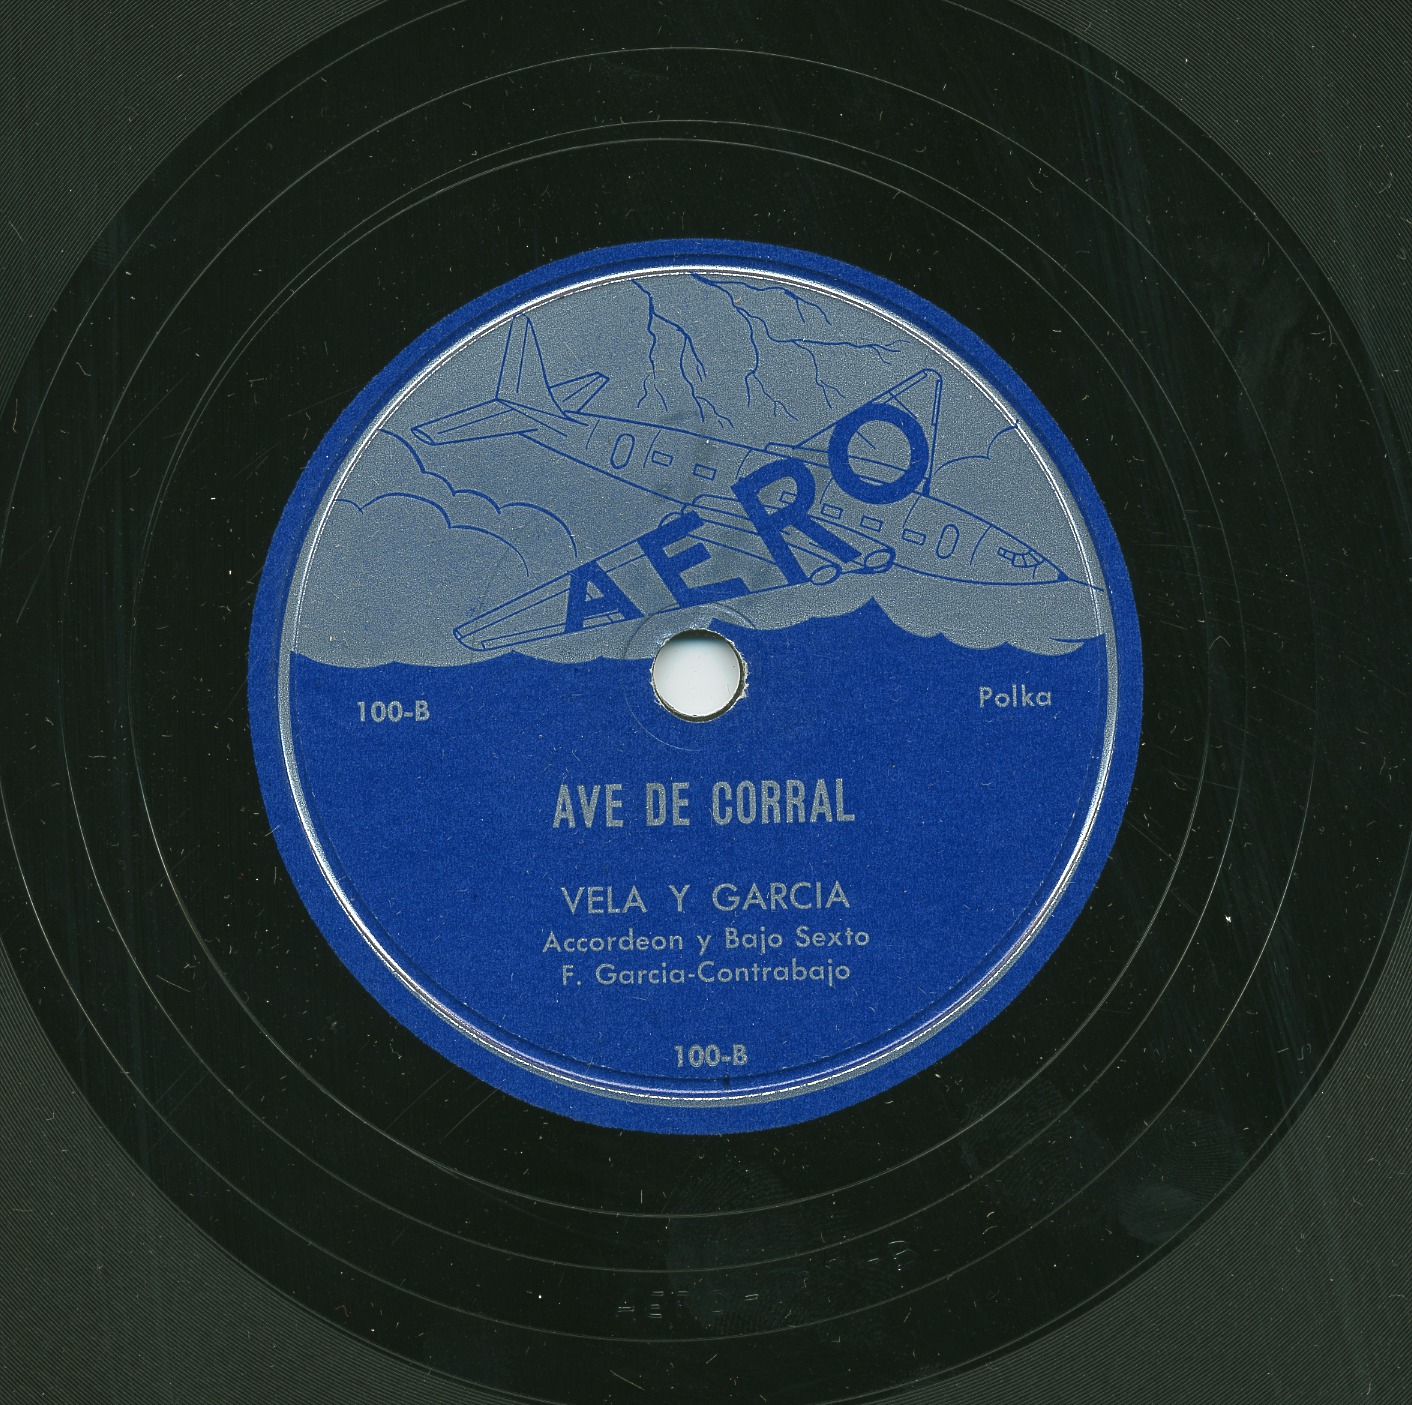 AERO
100-B
Polka
AVE DE CORRAL
VELA Y GARCIA
Accordeon y Bajo Sexto
F. Garcia-Contrabajo
100-B